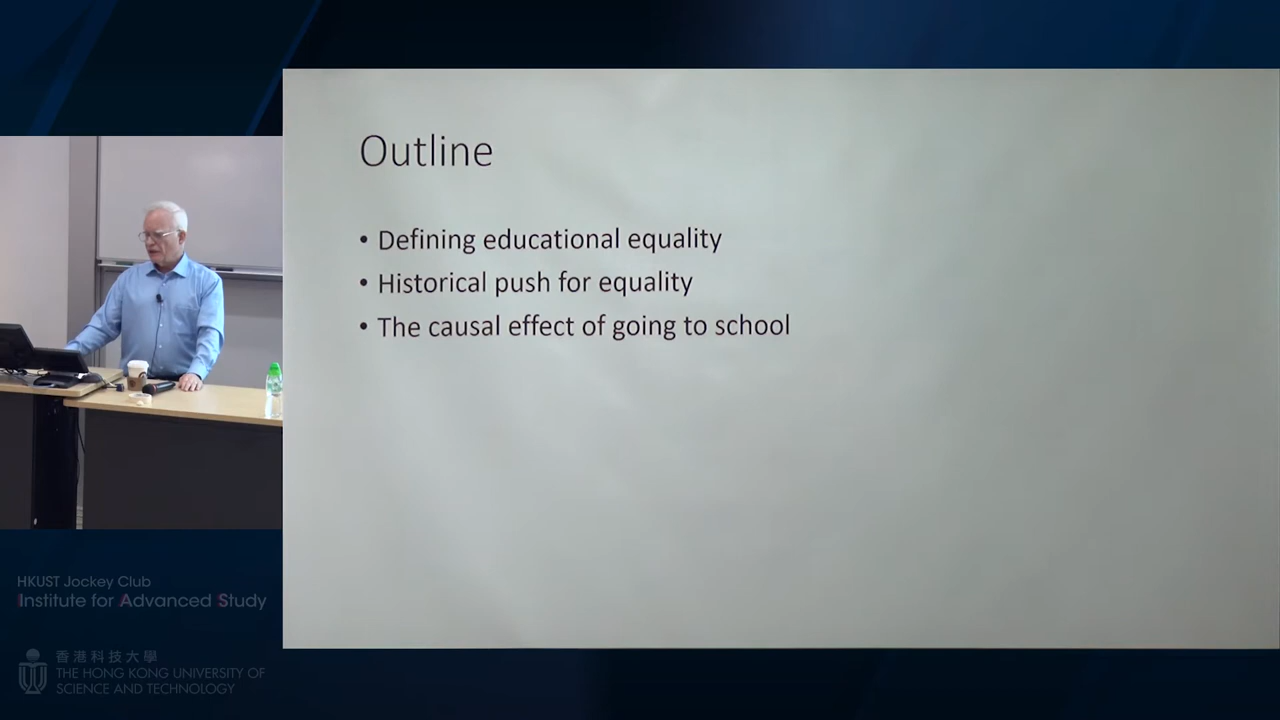 Outline
• Defining educational equality
• Historical push for equality
• The causal effect of going to school
HKUST Jockey Club
Institute for Advanced Study
香港科技大學
THE HONG KONG UNIVERSITY OF
SCIENCE AND TECHNOLOGY